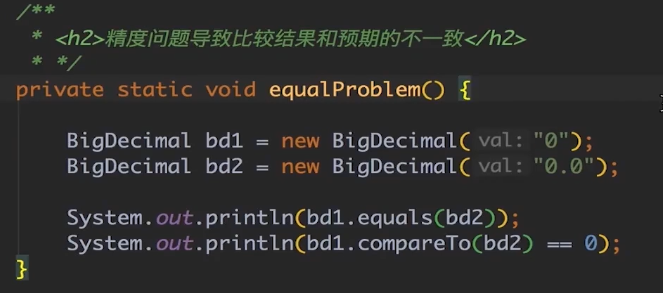 /**
* <h2>精度问题导致比较结果和预期的不一致</h2>
* */
private static void equalProblem() {
BigDecimal bd1 = new BigDecimal( val: "0");
BigDecimal bd2 = new BigDecimal( val: "0.0");
System.out.println(bd1.equals(bd2));
System.out.println(bd1.compareTo(bd2) == 0);
}